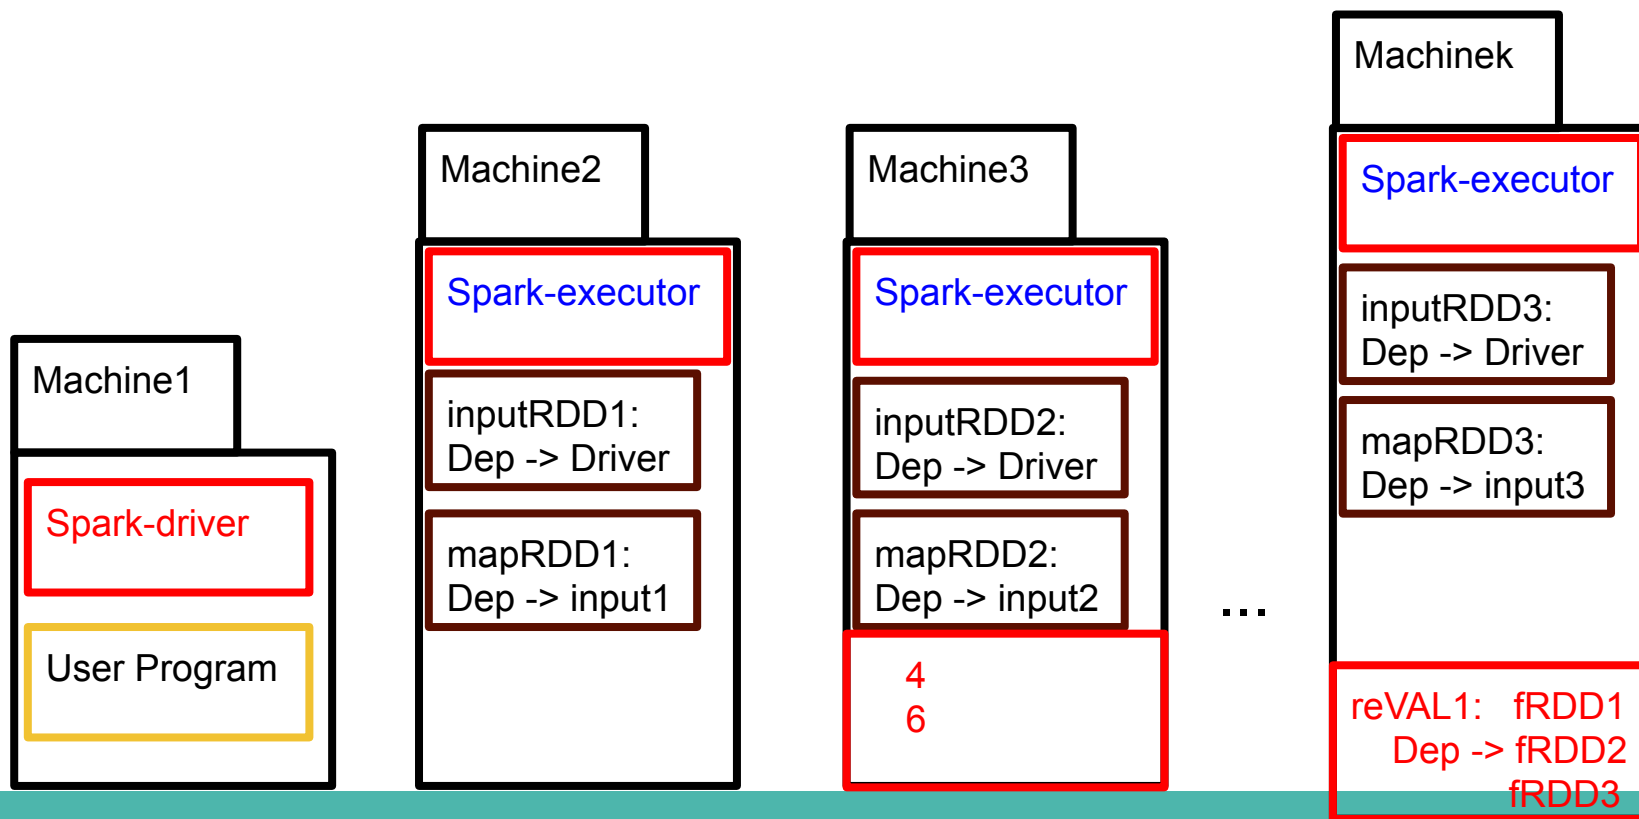 Machine1
Spark-driver
User Program
Machine2
Spark-executor
inputRDD1:
Dep -> Driver
mapRDD1:
Dep -> input1
Machine3
Spark-executor
inputRDD2:
Dep -> Driver
mapRDD2:
Dep -> input2
4
6
...
Machinek
Spark-executor
inputRDD3:
Dep -> Driver
mapRDD3:
Dep -> input3
reVAL1: fRDD1
Dep -> fRDD2
fRDD3